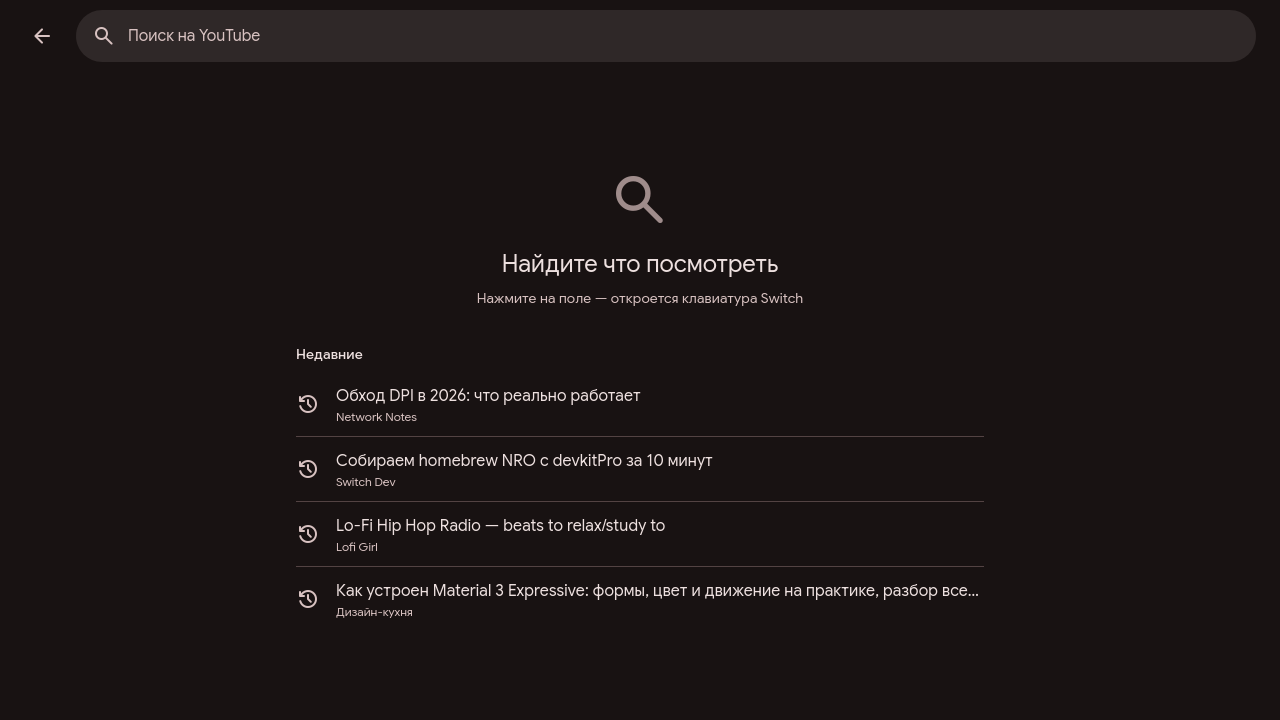 Поиск на YouTube
Найдите что посмотреть
Нажмите на поле — откроется клавиатура Switch
Недавние
Обход DPI в 2026: что реально работает
Network Notes
Собираем homebrew NRO с devkitPro за 10 минут
Switch Dev
Lo-Fi Hip Hop Radio — beats to relax/study to
Lofi Girl
Как устроен Material 3 Expressive: формы, цвет и движение на практике, разбор все...
Дизайн-кухня